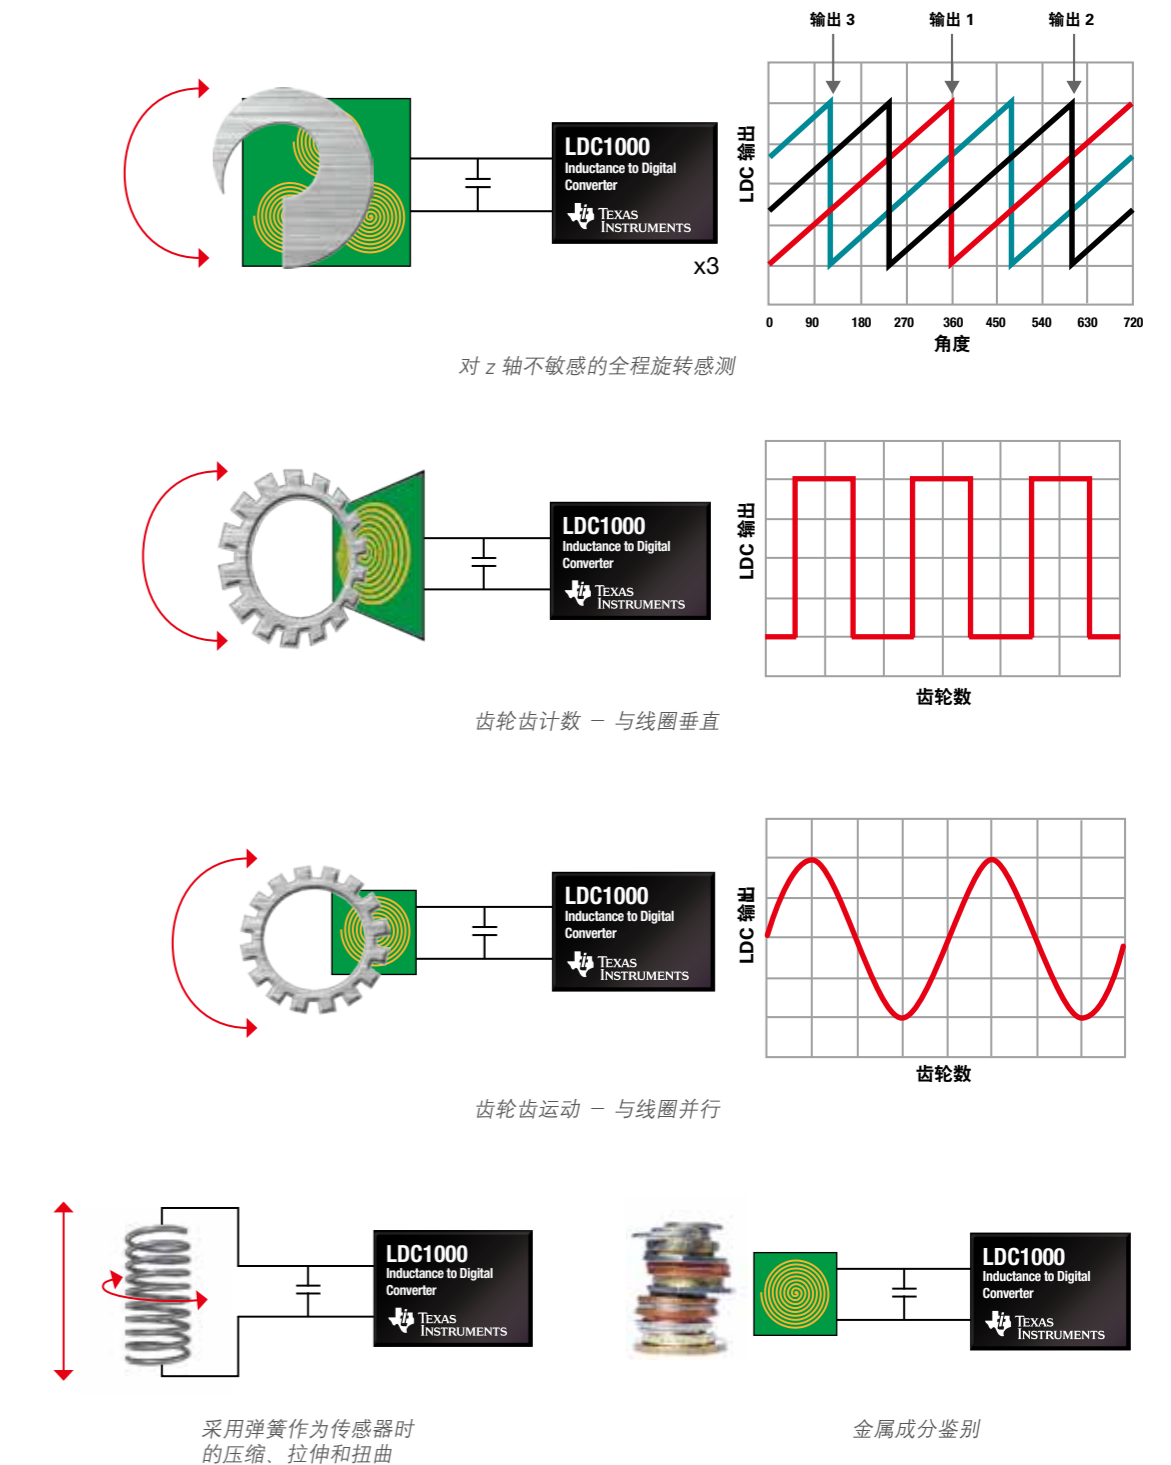 输出 3
输出 1
输出 2
LDC 输出
LDC1000
Inductance to Digital
Converter
TEXAS
INSTRUMENTS
x3
0 90 180 270 360 450 540 630 720
角度
对 z 轴不敏感的全程旋转感测
LDC 输出
LDC1000
Inductance to Digital
Converter
TEXAS
INSTRUMENTS
齿轮数
齿轮齿计数 － 与线圈垂直
LDC 输出
LDC1000
Inductance to Digital
Converter
TEXAS
INSTRUMENTS
齿轮数
齿轮齿运动 － 与线圈并行
LDC1000
Inductance to Digital
Converter
TEXAS
INSTRUMENTS
采用弹簧作为传感器时
的压缩、拉伸和扭曲
LDC1000
Inductance to Digital
Converter
TEXAS
INSTRUMENTS
金属成分鉴别